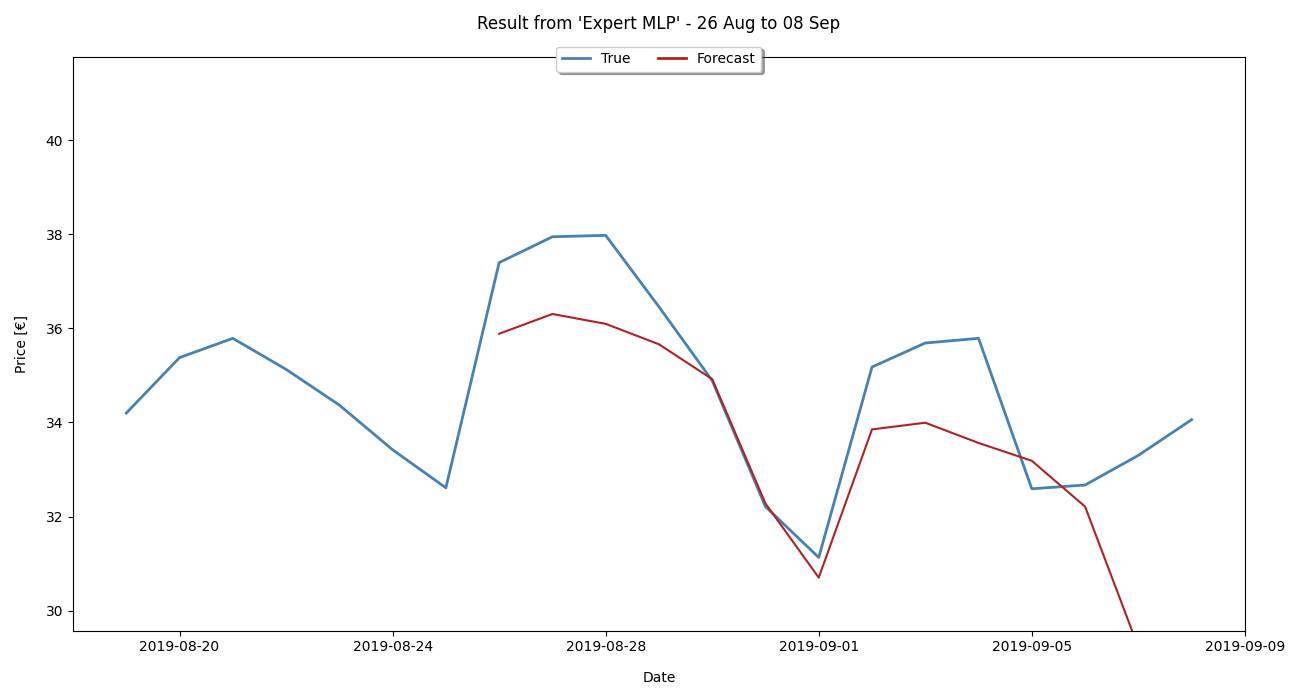 Result from 'Expert MLP' - 26 Aug to 08 Sep
True Forecast
40
38
36
34
32
30
Price [€]
2019-08-20 2019-08-24 2019-08-28 2019-09-01 2019-09-05 2019-09-09
Date